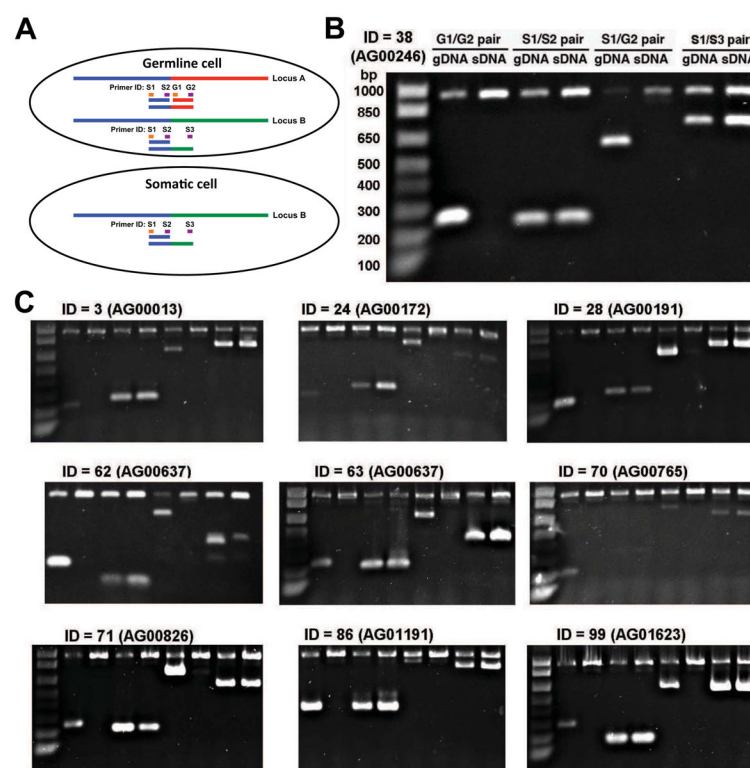 A
Germline cell
Locus A
Primer ID: S1 S2 G1 G2
Locus B
Primer ID: S1 S2 S3
Somatic cell
Locus B
Primer ID: S1 S2 S3
B
ID = 38
(AG00246)
G1/G2 pair S1/S2 pair S1/G2 pair S1/S3 pair
gDNA sDNA gDNA sDNA gDNA sDNA gDNA sDNA
bp
1000
850
650
500
400
300
200
100
C
ID = 3 (AG00013) ID = 24 (AG00172) ID = 28 (AG00191)
ID = 62 (AG00637) ID = 63 (AG00637) ID = 70 (AG00765)
ID = 71 (AG00826) ID = 86 (AG01191) ID = 99 (AG01623)